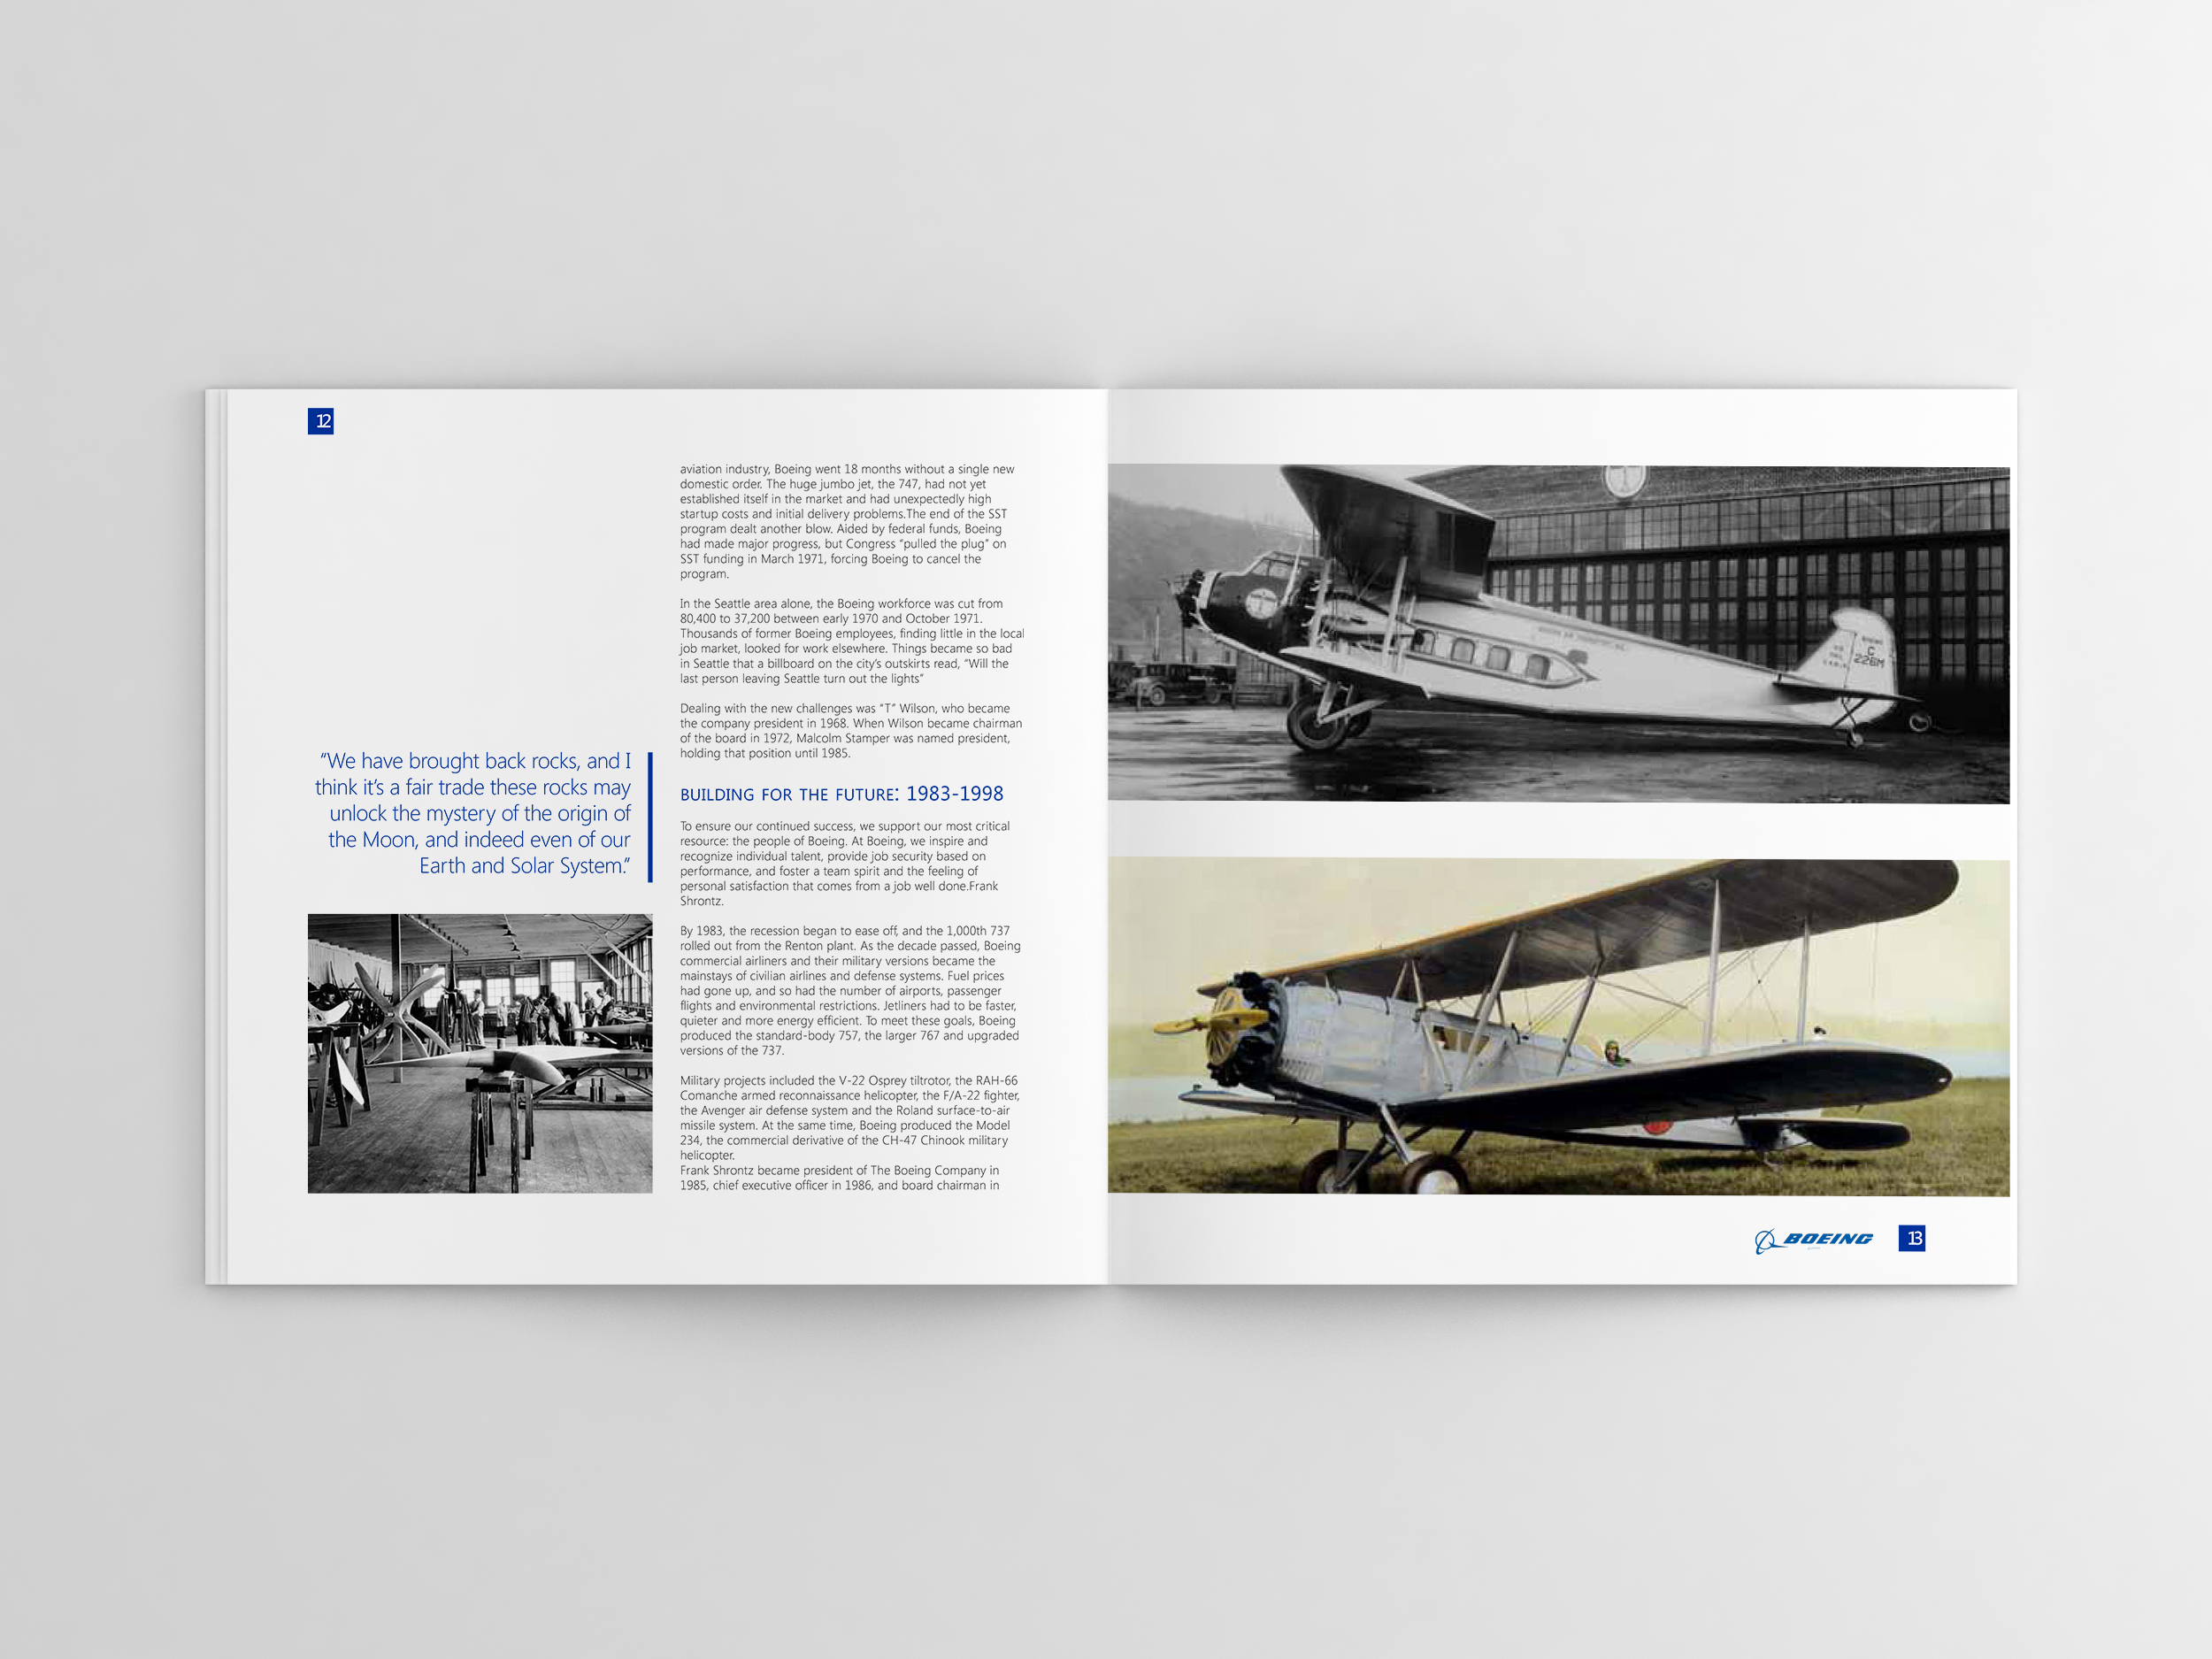 12
aviation industry, Boeing went 18 months without a single new
domestic order. The huge jumbo jet, the 747, had not yet
established itself in the market and had unexpectedly high
startup costs and initial delivery problems.The end of the SST
program dealt another blow. Aided by federal funds, Boeing
had made major progress, but Congress “pulled the plug” on
SST funding in March 1971, forcing Boeing to cancel the
program.
In the Seattle area alone, the Boeing workforce was cut from
80,400 to 37,200 between early 1970 and October 1971.
Thousands of former Boeing employees, finding little in the local
job market, looked for work elsewhere. Things became so bad
in Seattle that a billboard on the city’s outskirts read, “Will the
last person leaving Seattle turn out the lights”
Dealing with the new challenges was “T” Wilson, who became
the company president in 1968. When Wilson became chairman
of the board in 1972, Malcolm Stamper was named president,
holding that position until 1985.
“We have brought back rocks, and I
think it’s a fair trade these rocks may
unlock the mystery of the origin of
the Moon, and indeed even of our
Earth and Solar System.”
BUILDING FOR THE FUTURE: 1983-1998
To ensure our continued success, we support our most critical
resource: the people of Boeing. At Boeing, we inspire and
recognize individual talent, provide job security based on
performance, and foster a team spirit and the feeling of
personal satisfaction that comes from a job well done.Frank
Shrontz.
By 1983, the recession began to ease off, and the 1,000th 737
rolled out from the Renton plant. As the decade passed, Boeing
commercial airliners and their military versions became the
mainstays of civilian airlines and defense systems. Fuel prices
had gone up, and so had the number of airports, passenger
flights and environmental restrictions. Jetliners had to be faster,
quieter and more energy efficient. To meet these goals, Boeing
produced the standard-body 757, the larger 767 and upgraded
versions of the 737.
Military projects included the V-22 Osprey tiltrotor, the RAH-66
Comanche armed reconnaissance helicopter, the F/A-22 fighter,
the Avenger air defense system and the Roland surface-to-air
missile system. At the same time, Boeing produced the Model
234, the commercial derivative of the CH-47 Chinook military
helicopter.
Frank Shrontz became president of The Boeing Company in
1985, chief executive officer in 1986, and board chairman in
BOEING
C
228M
BOEING
13